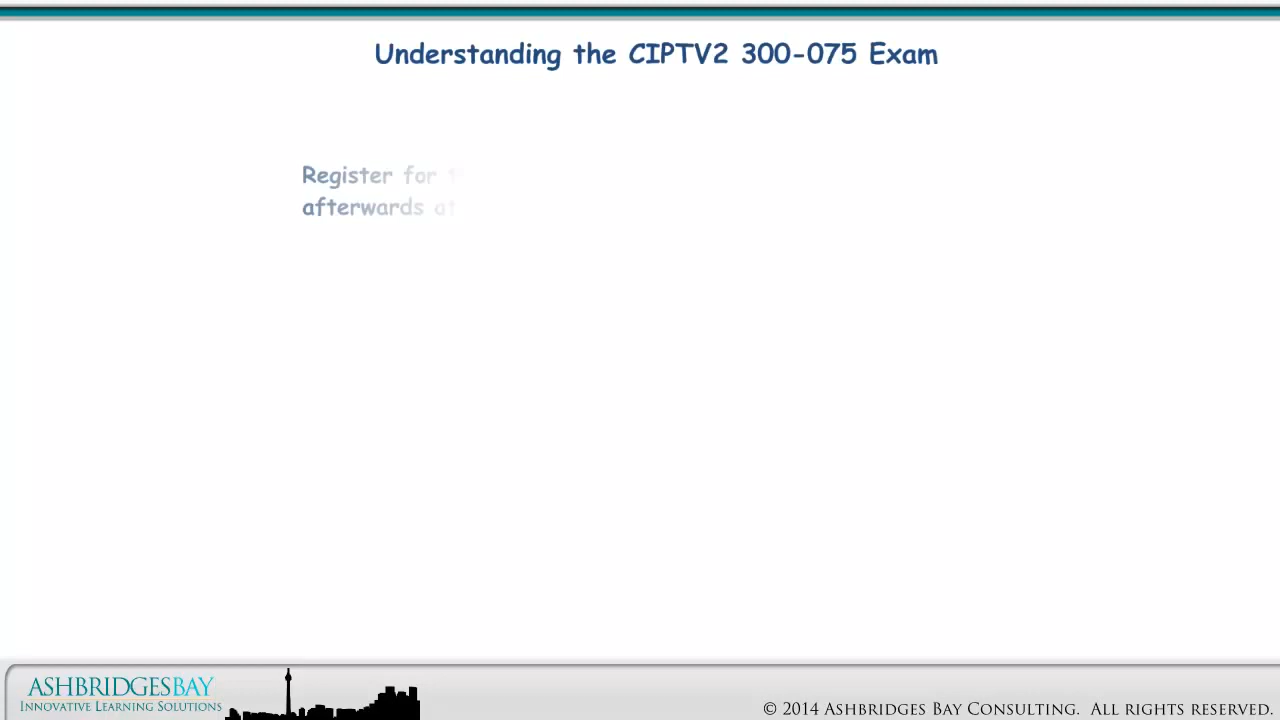 Understanding the CIPTV2 300-075 Exam
Register for
afterwards at
ASHBRIDGESBAY
INNOVATIVE LEARNING SOLUTIONS
© 2014 ASHBRIDGES BAY CONSULTING. ALL RIGHTS RESERVED.